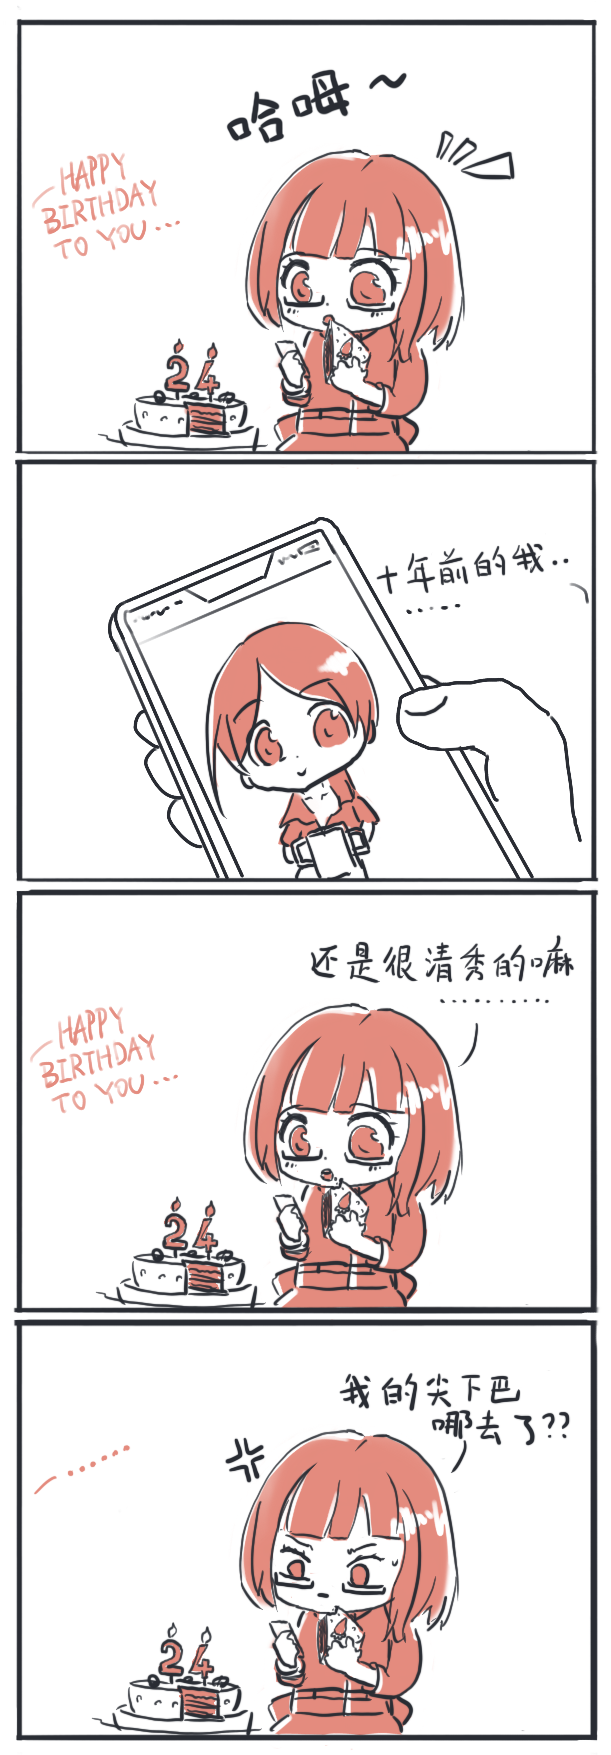 哈姆~
HAPPY
BIRTHDAY
TO YOU...
24
十年前的我..
.....
还是很清秀的嘛
..........
HAPPY
BIRTHDAY
TO YOU...
24
我的尖下巴
哪去了??
.......
24